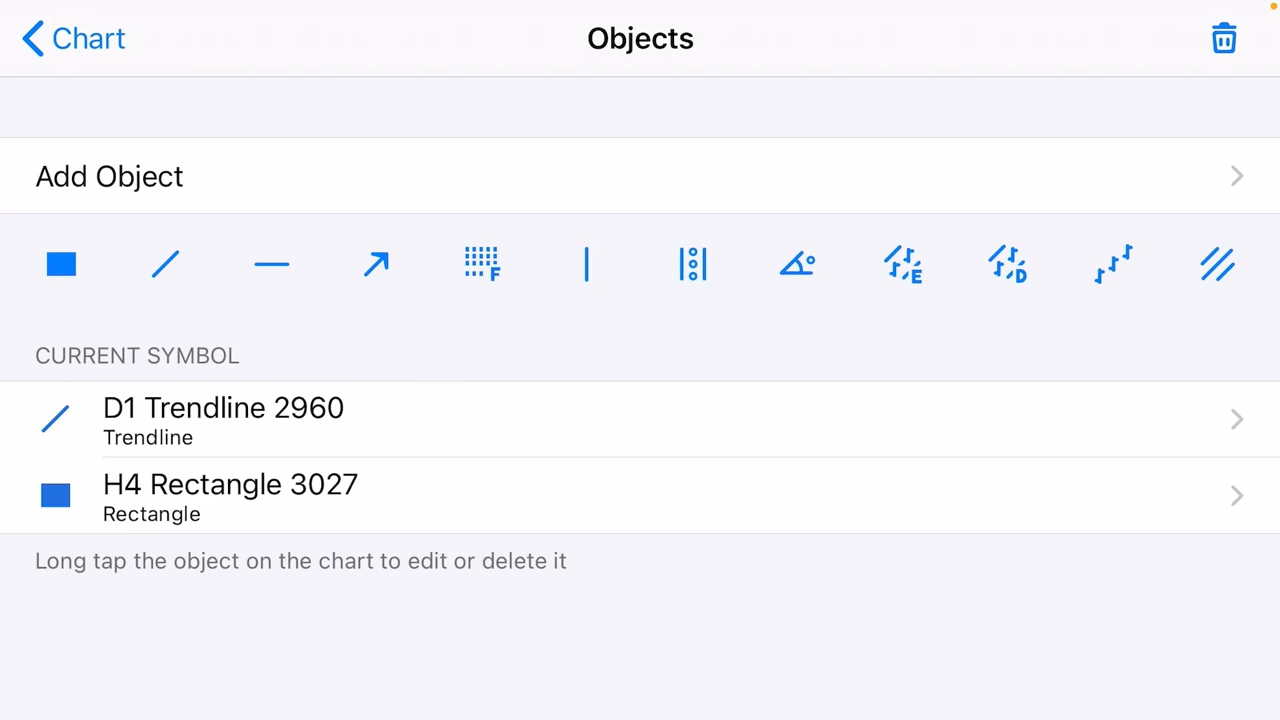 Chart
Objects
Add Object
F
E
D
CURRENT SYMBOL
D1 Trendline 2960
Trendline
H4 Rectangle 3027
Rectangle
Long tap the object on the chart to edit or delete it